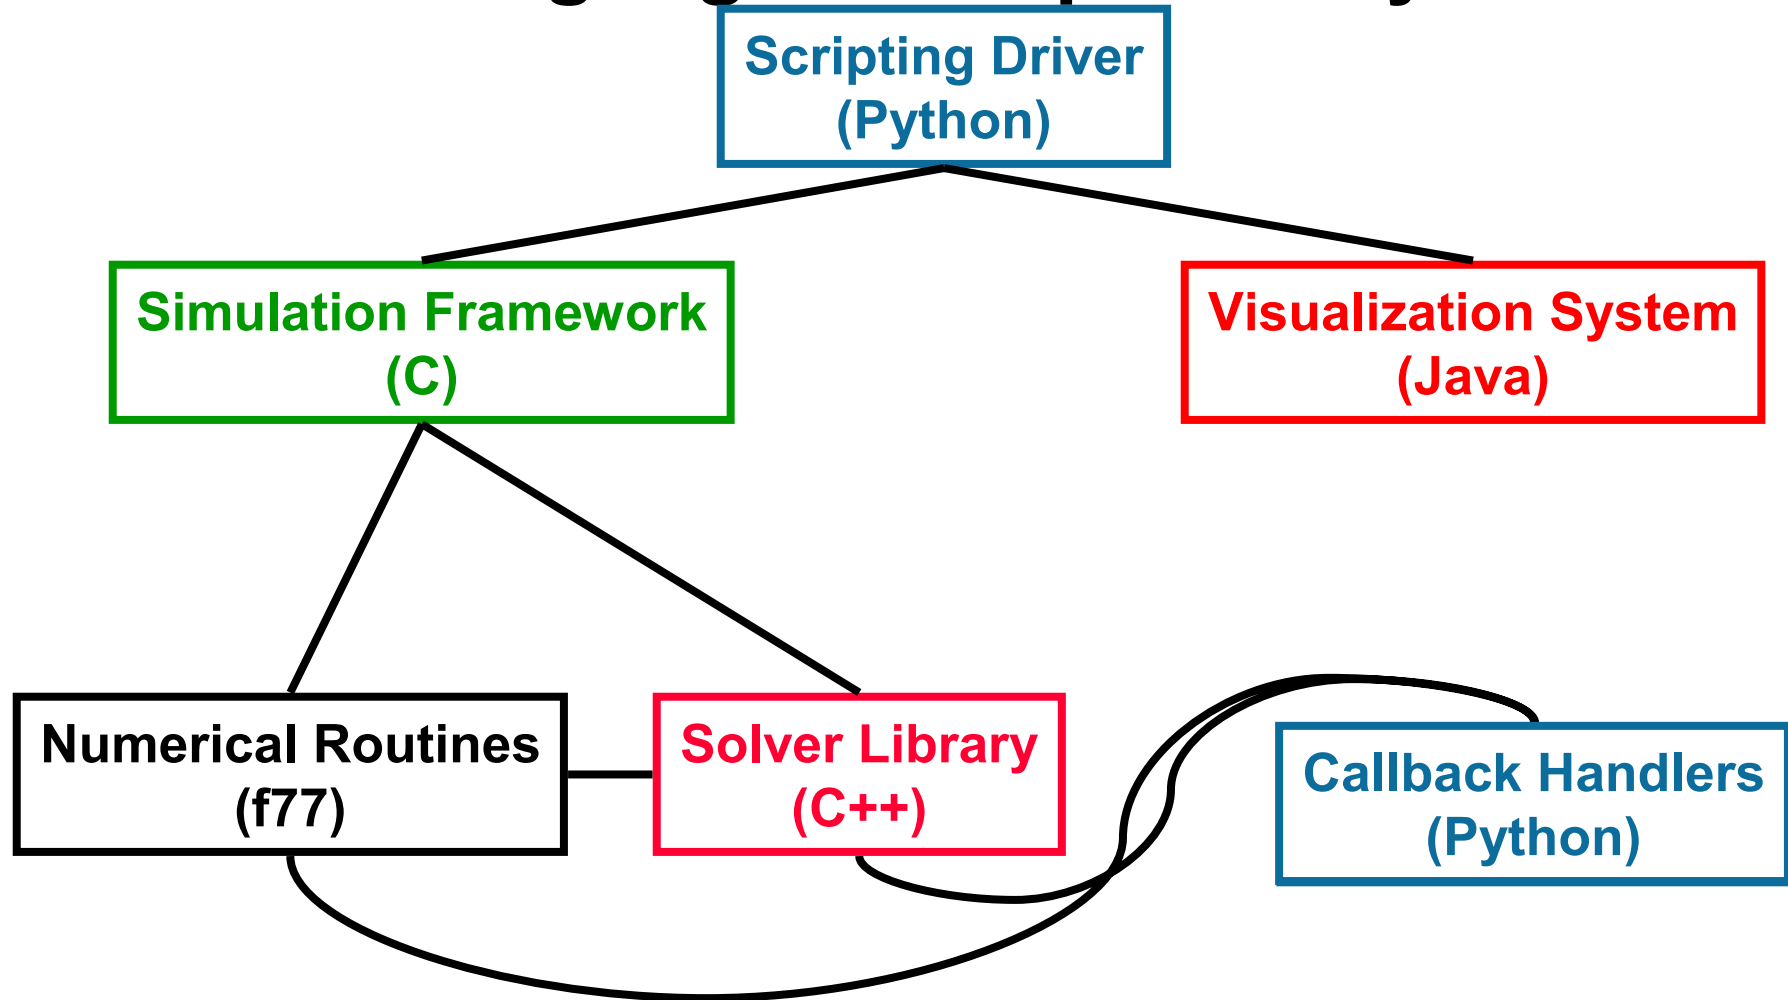 Scripting Driver
(Python)
Simulation Framework
(C)
Visualization System
(Java)
Numerical Routines
(f77)
Solver Library
(C++)
Callback Handlers
(Python)